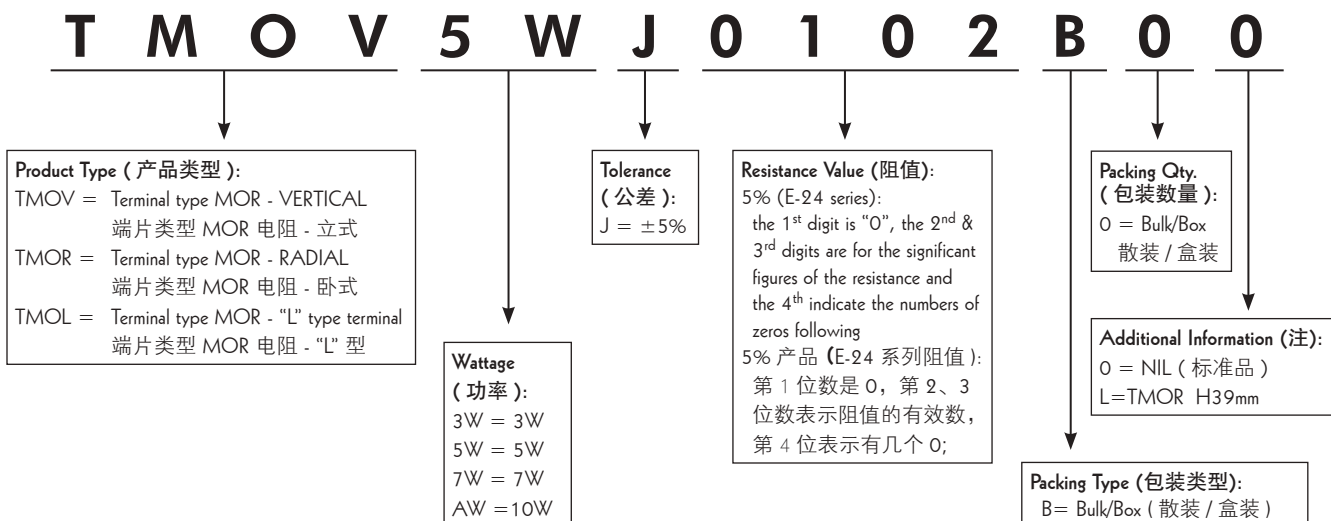 T M O V 5 W J 0 1 0 2 B 0 0
Product Type ( 产品类型 ):
TMOV = Terminal type MOR - VERTICAL
端片类型 MOR 电阻 - 立式
TMOR = Terminal type MOR - RADIAL
端片类型 MOR 电阻 - 卧式
TMOL = Terminal type MOR - “L” type terminal
端片类型 MOR 电阻 - “L” 型
Wattage
( 功率 ):
3W = 3W
5W = 5W
7W = 7W
AW =10W
Tolerance
( 公差 ):
J = ±5%
Resistance Value (阻值):
5% (E-24 series):
the 1st digit is “0”, the 2nd &
3rd digits are for the significant
figures of the resistance and
the 4th indicate the numbers of
zeros following
5% 产品 (E-24 系列阻值 ):
第 1 位数是 0，第 2、3
位数表示阻值的有效数，
第 4 位表示有几个 0;
Packing Qty.
( 包装数量 ):
0 = Bulk/Box
散装 / 盒装
Additional Information (注):
0 = NIL ( 标准品 )
L=TMOR H39mm
Packing Type (包装类型):
B= Bulk/Box ( 散装 / 盒装 )